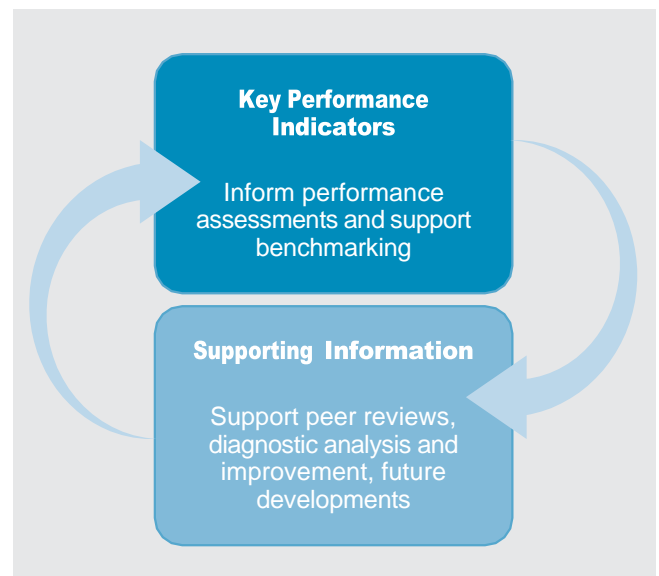 Key Performance
Indicators
Inform performance
assessments and support
benchmarking
Supporting Information
Support peer reviews,
diagnostic analysis and
improvement, future
developments